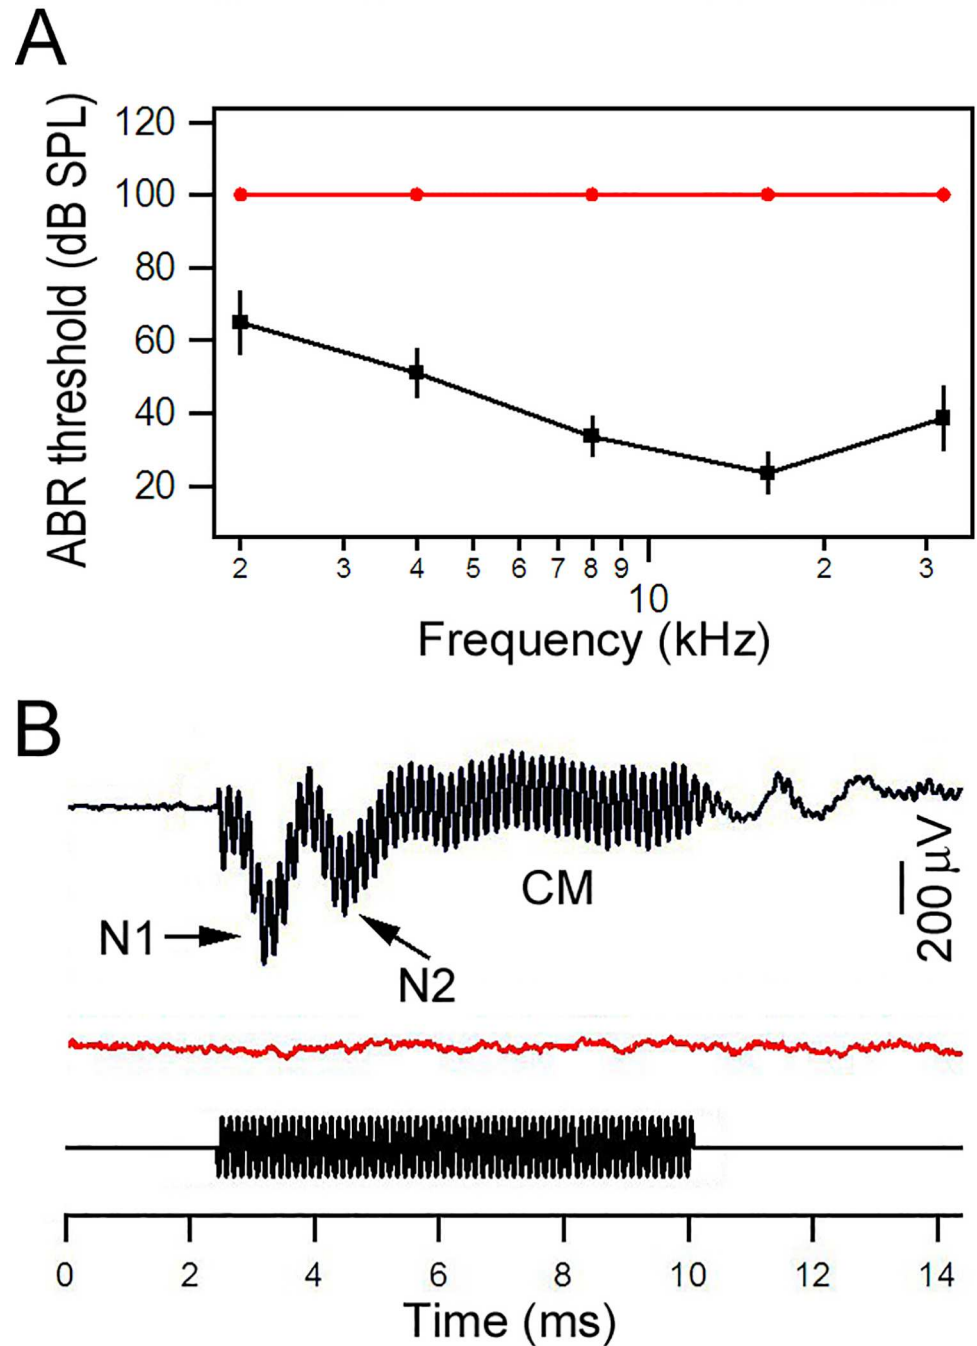 A
ABR threshold (dB SPL)
120
100
80
60
40
20
2 3 4 5 6 7 8 9 2 3
10
Frequency (kHz)
B
N1
N2
CM
200 µV
0 2 4 6 8 10 12 14
Time (ms)